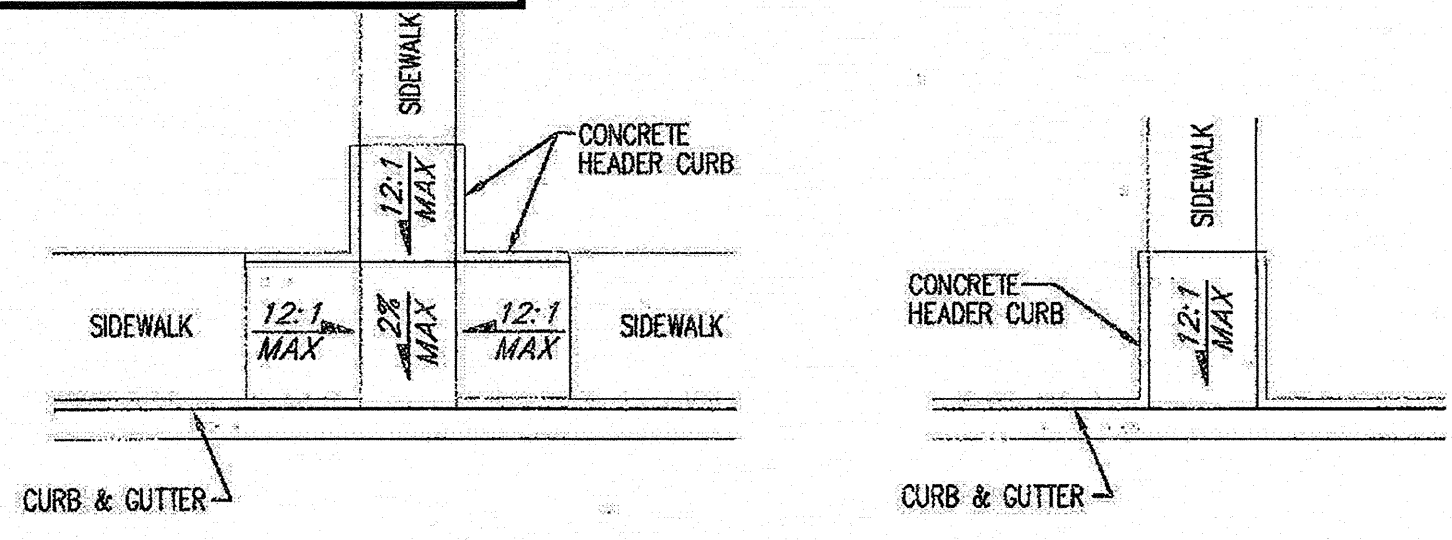 SIDEWALK
CONCRETE
HEADER CURB
12:1
MAX
SIDEWALK
12:1
MAX
2%
MAX
12:1
MAX
SIDEWALK
CURB & GUTTER
SIDEWALK
CONCRETE
HEADER CURB
12:1
MAX
CURB & GUTTER